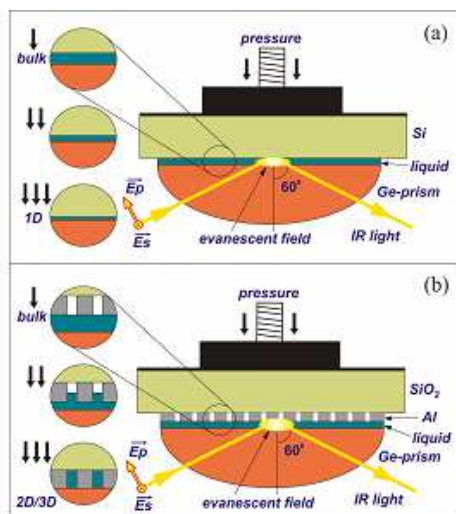 (a)
pressure
bulk
Si
liquid
1D
Ep
60°
Ge-prism
Es
evanescent field
IR light
(b)
pressure
bulk
SiO2
Al
liquid
Ge-prism
Ep
60°
2D/3D
Es
evanescent field
IR light